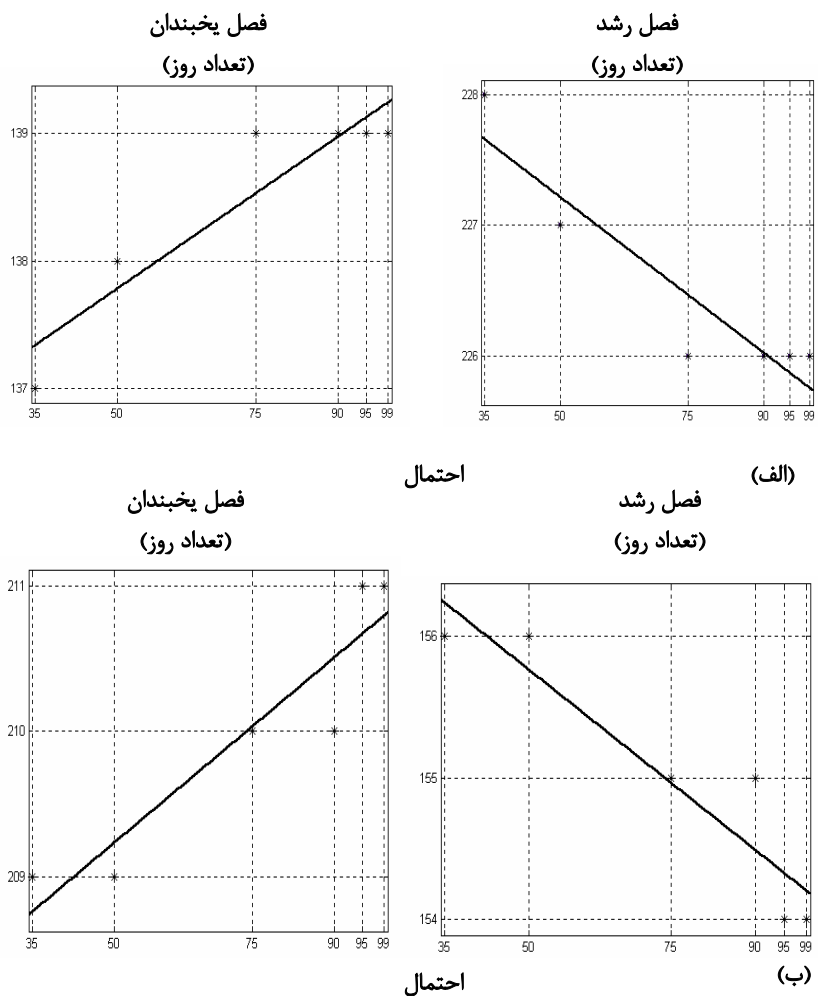 فصل رشد
(تعداد روز)
228
227
226
35 50 75 90 95 99
فصل یخبندان
(تعداد روز)
139
138
137
35 50 75 90 95 99
احتمال
(الف)
فصل رشد
(تعداد روز)
156
155
154
35 50 75 90 95 99
فصل یخبندان
(تعداد روز)
211
210
209
35 50 75 90 95 99
احتمال
(ب)